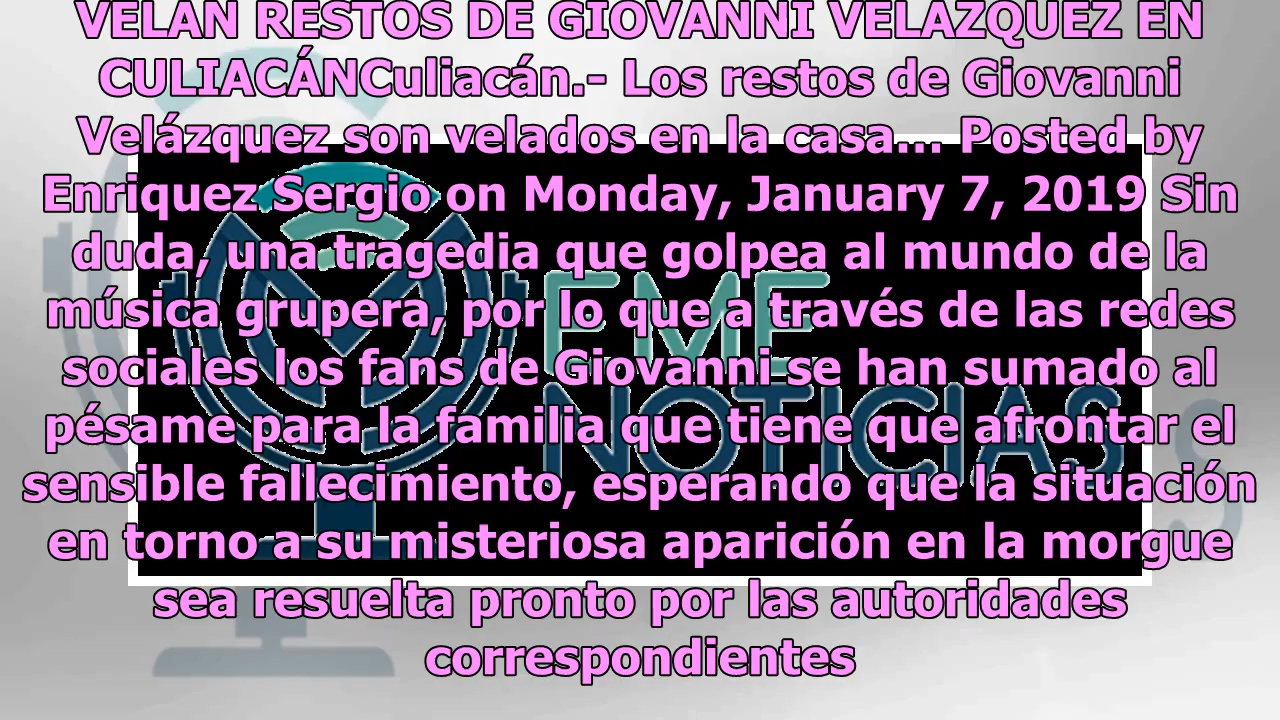 VELAN RESTOS DE GIOVANNI VELAZQUEZ EN
CULIACÁNCuliacán.- Los restos de Giovanni
Velázquez son velados en la casa... Posted by
Enriquez Sergio on Monday, January 7, 2019 Sin
duda, una tragedia que golpea al mundo de la
música grupera, por lo que a través de las redes
sociales los fans de Giovanni se han sumado al
pésame para la familia que tiene que afrontar el
sensible fallecimiento, esperando que la situación
en torno a su misteriosa aparición en la morgue
sea resuelta pronto por las autoridades
correspondientes
EME
NOTICIAS
S